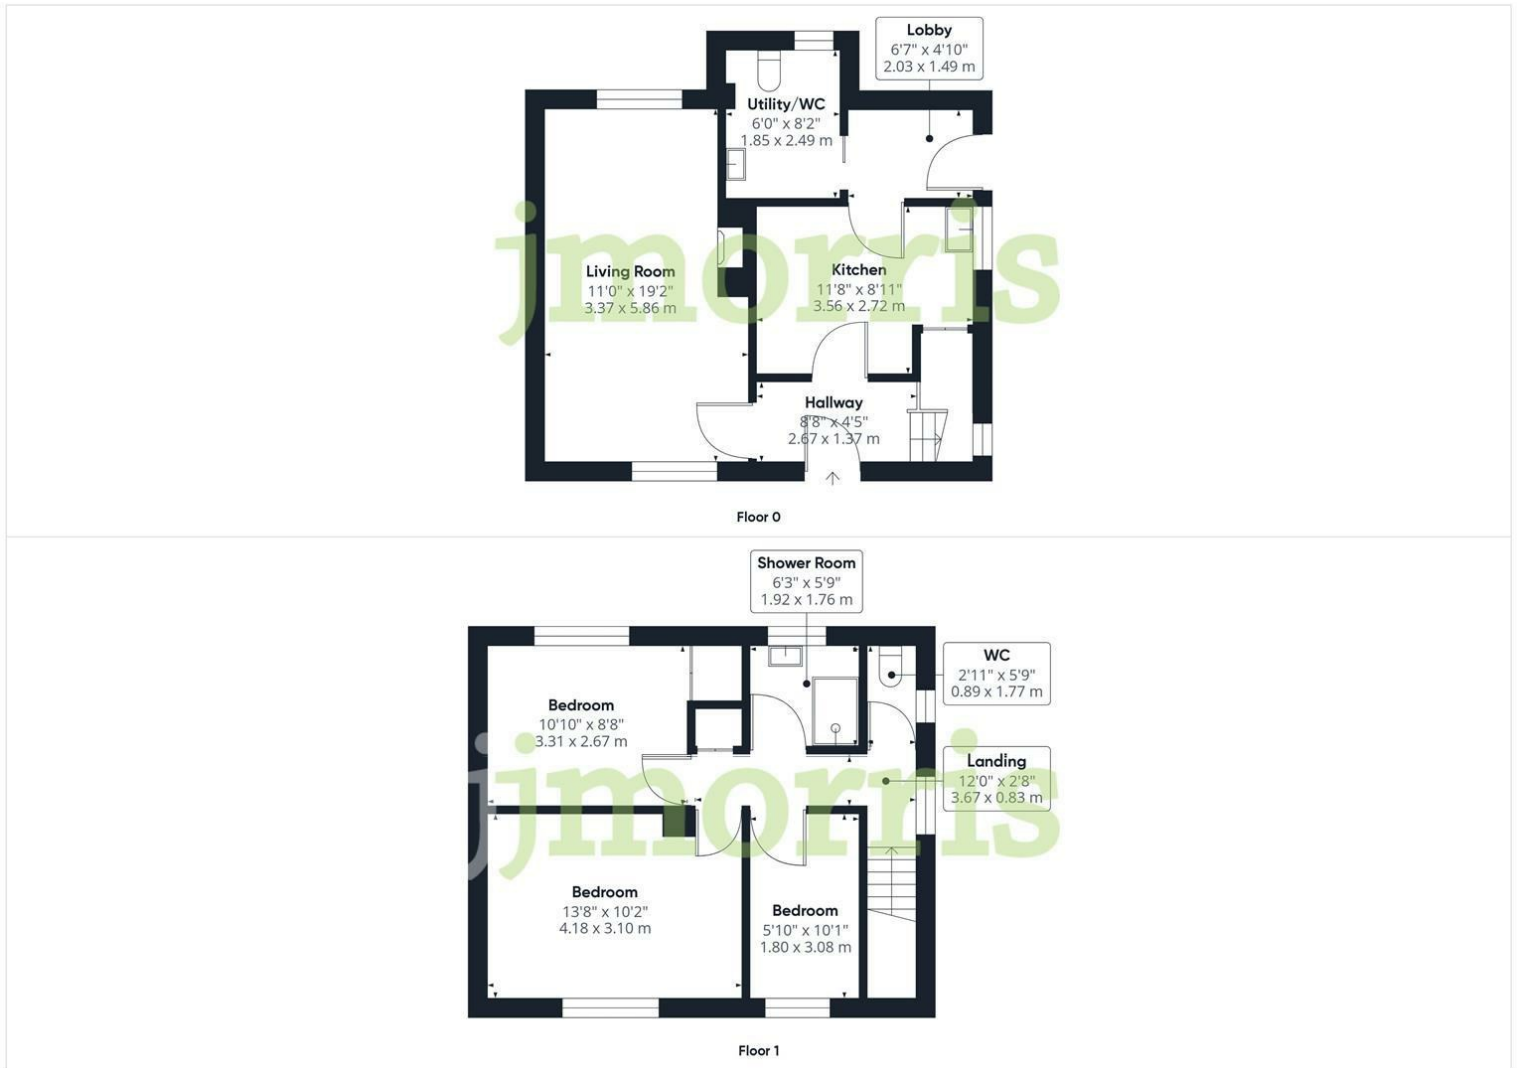 Lobby
6'7" x 4'10"
2.03 x 1.49 m
Utility/WC
6'0" x 8'2"
1.85 x 2.49 m
Living Room
11'0" x 19'2"
3.37 x 5.86 m
Kitchen
11'8" x 8'11"
3.56 x 2.72 m
jjmorris
Hallway
8'8" x 4'5"
2.67 x 1.37 m
Floor 0
Shower Room
6'3" x 5'9"
1.92 x 1.76 m
WC
2'11" x 5'9"
0.89 x 1.77 m
Bedroom
10'10" x 8'8"
3.31 x 2.67 m
Landing
12'0" x 2'8"
3.67 x 0.83 m
jjmorris
Bedroom
13'8" x 10'2"
4.18 x 3.10 m
Bedroom
5'10" x 10'1"
1.80 x 3.08 m
Floor 1